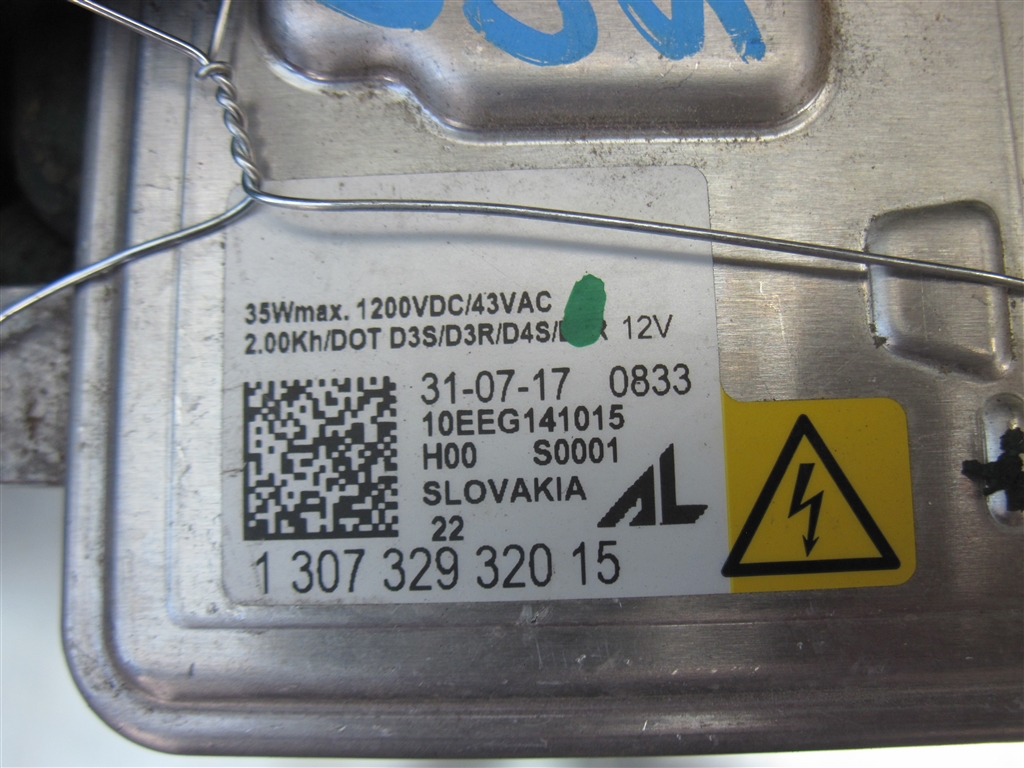 35Wmax. 1200VDC/43VAC
2.00Kh/DOT D3S/D3R/D4S/ 12V
31-07-17 0833
10EEG141015
H00 S0001
SLOVAKIA
AL
22
1 307 329 320 15